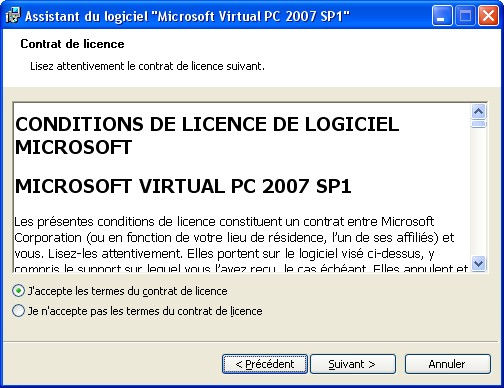 Assistant du logiciel "Microsoft Virtual PC 2007 SP1"
Contrat de licence
Lisez attentivement le contrat de licence suivant.
CONDITIONS DE LICENCE DE LOGICIEL
MICROSOFT
MICROSOFT VIRTUAL PC 2007 SP1
Les présentes conditions de licence constituent un contrat entre Microsoft
Corporation (ou en fonction de votre lieu de résidence, l'un de ses affiliés) et
vous. Lisez-les attentivement. Elles portent sur le logiciel visé ci-dessus, y
compris le support sur lequel vous l'avez reçu, le cas échéant. Elles annulent et
J'accepte les termes du contrat de licence
Je n'accepte pas les termes du contrat de licence
< Précédent
Suivant >
Annuler